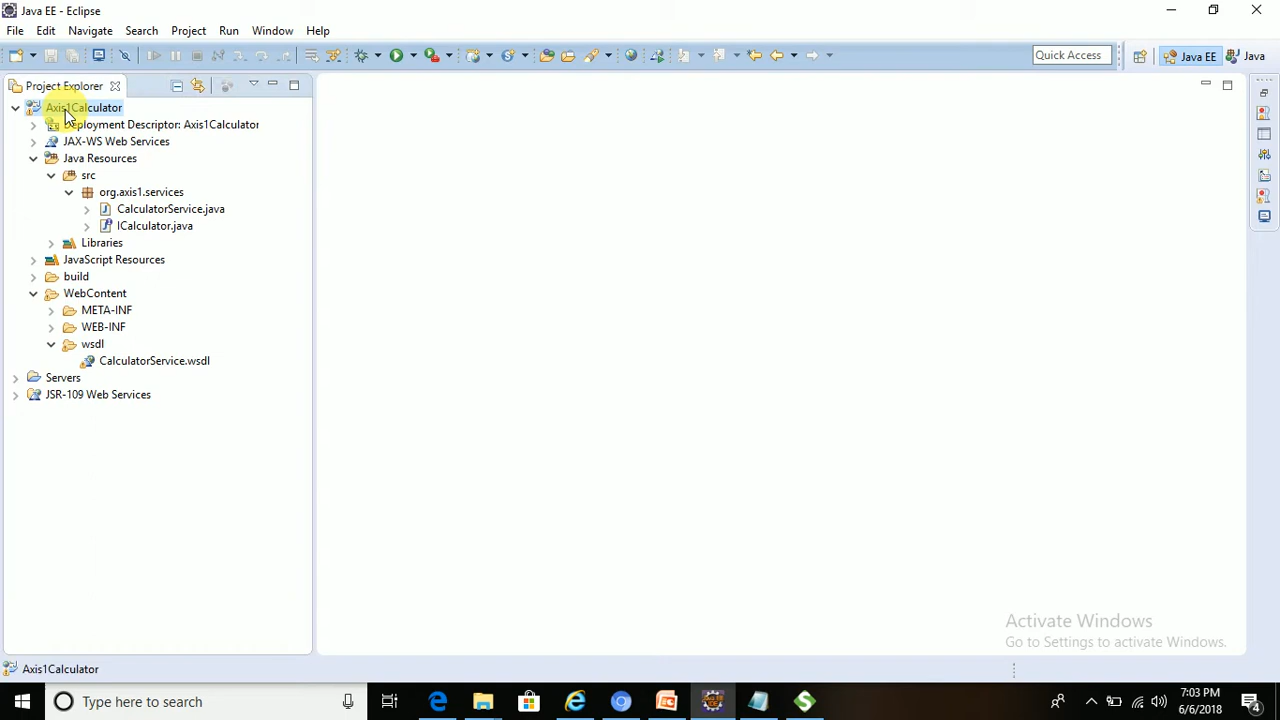 Java EE - Eclipse
File Edit Navigate Search Project Run Window Help
Quick Access
Java EE
Java
Project Explorer
Axis1Calculator
Deployment Descriptor: Axis1Calculator
JAX-WS Web Services
Java Resources
src
org.axis1.services
CalculatorService.java
ICalculator.java
Libraries
JavaScript Resources
build
WebContent
META-INF
WEB-INF
wsdl
CalculatorService.wsdl
Servers
JSR-109 Web Services
Activate Windows
Go to Settings to activate Windows.
Axis1Calculator
Type here to search
7:03 PM
6/6/2018
4